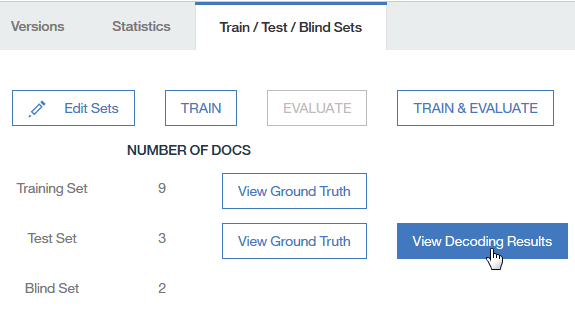 Versions Statistics Train / Test / Blind Sets
Edit Sets TRAIN EVALUATE TRAIN & EVALUATE
NUMBER OF DOCS
Training Set 9 View Ground Truth
Test Set 3 View Ground Truth View Decoding Results
Blind Set 2